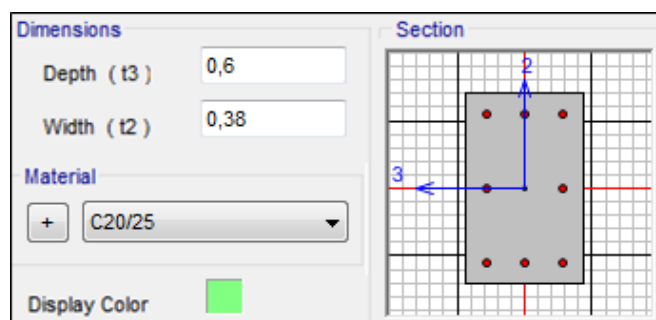 Dimensions
Depth ( t3 )
0,6
Width ( t2 )
0,38
Material
+
C20/25
Display Color
Section
2
3